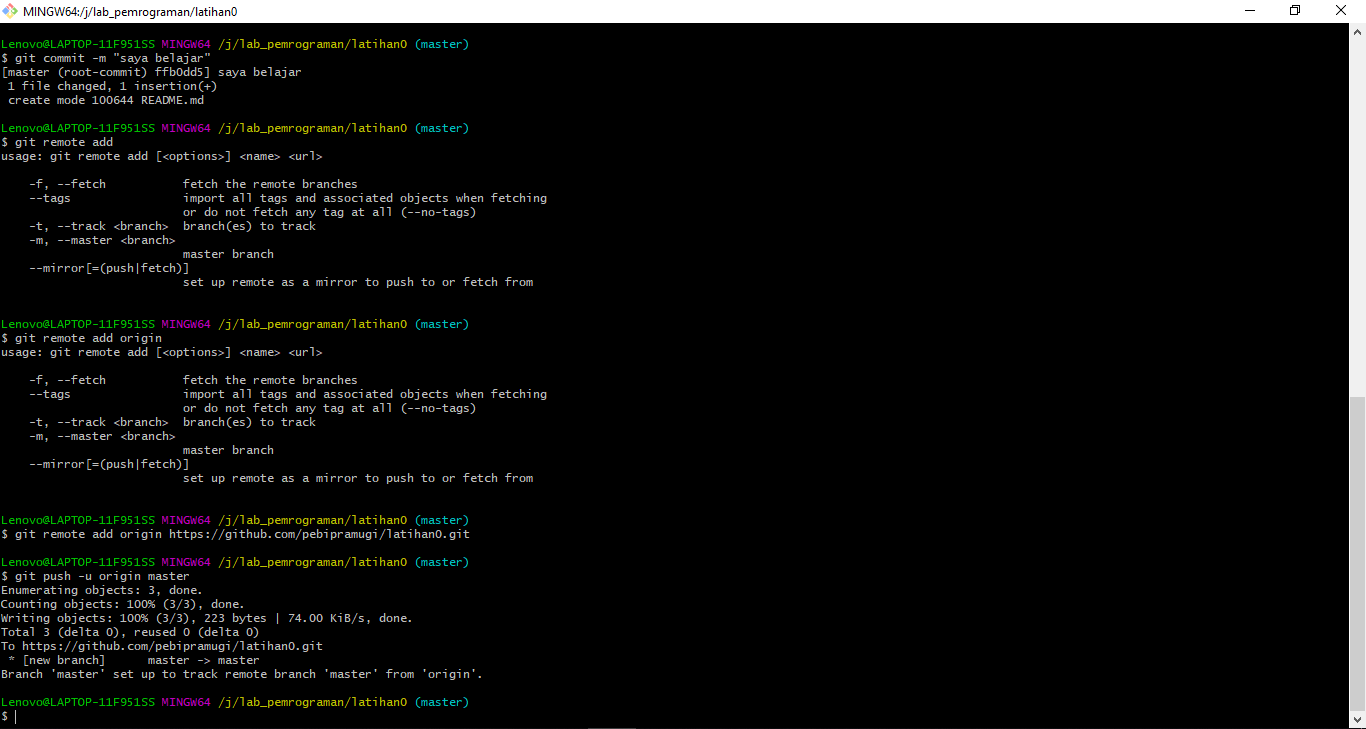 MINGW64:/j/lab_pemrograman/latihan0
Lenovo@LAPTOP-11F951SS MINGW64 /j/lab_pemrograman/latihan0 (master)
$ git commit -m "saya belajar"
[master (root-commit) ffb0dd5] saya belajar
 1 file changed, 1 insertion(+)
 create mode 100644 README.md
Lenovo@LAPTOP-11F951SS MINGW64 /j/lab_pemrograman/latihan0 (master)
$ git remote add
usage: git remote add [<options>] <name> <url>
    -f, --fetch           fetch the remote branches
    --tags                import all tags and associated objects when fetching
                          or do not fetch any tag at all (--no-tags)
    -t, --track <branch>  branch(es) to track
    -m, --master <branch>
                          master branch
    --mirror[=(push|fetch)]
                          set up remote as a mirror to push to or fetch from
Lenovo@LAPTOP-11F951SS MINGW64 /j/lab_pemrograman/latihan0 (master)
$ git remote add origin
usage: git remote add [<options>] <name> <url>
    -f, --fetch           fetch the remote branches
    --tags                import all tags and associated objects when fetching
                          or do not fetch any tag at all (--no-tags)
    -t, --track <branch>  branch(es) to track
    -m, --master <branch>
                          master branch
    --mirror[=(push|fetch)]
                          set up remote as a mirror to push to or fetch from
Lenovo@LAPTOP-11F951SS MINGW64 /j/lab_pemrograman/latihan0 (master)
$ git remote add origin https://github.com/pebipramugi/latihan0.git
Lenovo@LAPTOP-11F951SS MINGW64 /j/lab_pemrograman/latihan0 (master)
$ git push -u origin master
Enumerating objects: 3, done.
Counting objects: 100% (3/3), done.
Writing objects: 100% (3/3), 223 bytes | 74.00 KiB/s, done.
Total 3 (delta 0), reused 0 (delta 0)
To https://github.com/pebipramugi/latihan0.git
 * [new branch]      master -> master
Branch 'master' set up to track remote branch 'master' from 'origin'.
Lenovo@LAPTOP-11F951SS MINGW64 /j/lab_pemrograman/latihan0 (master)
$